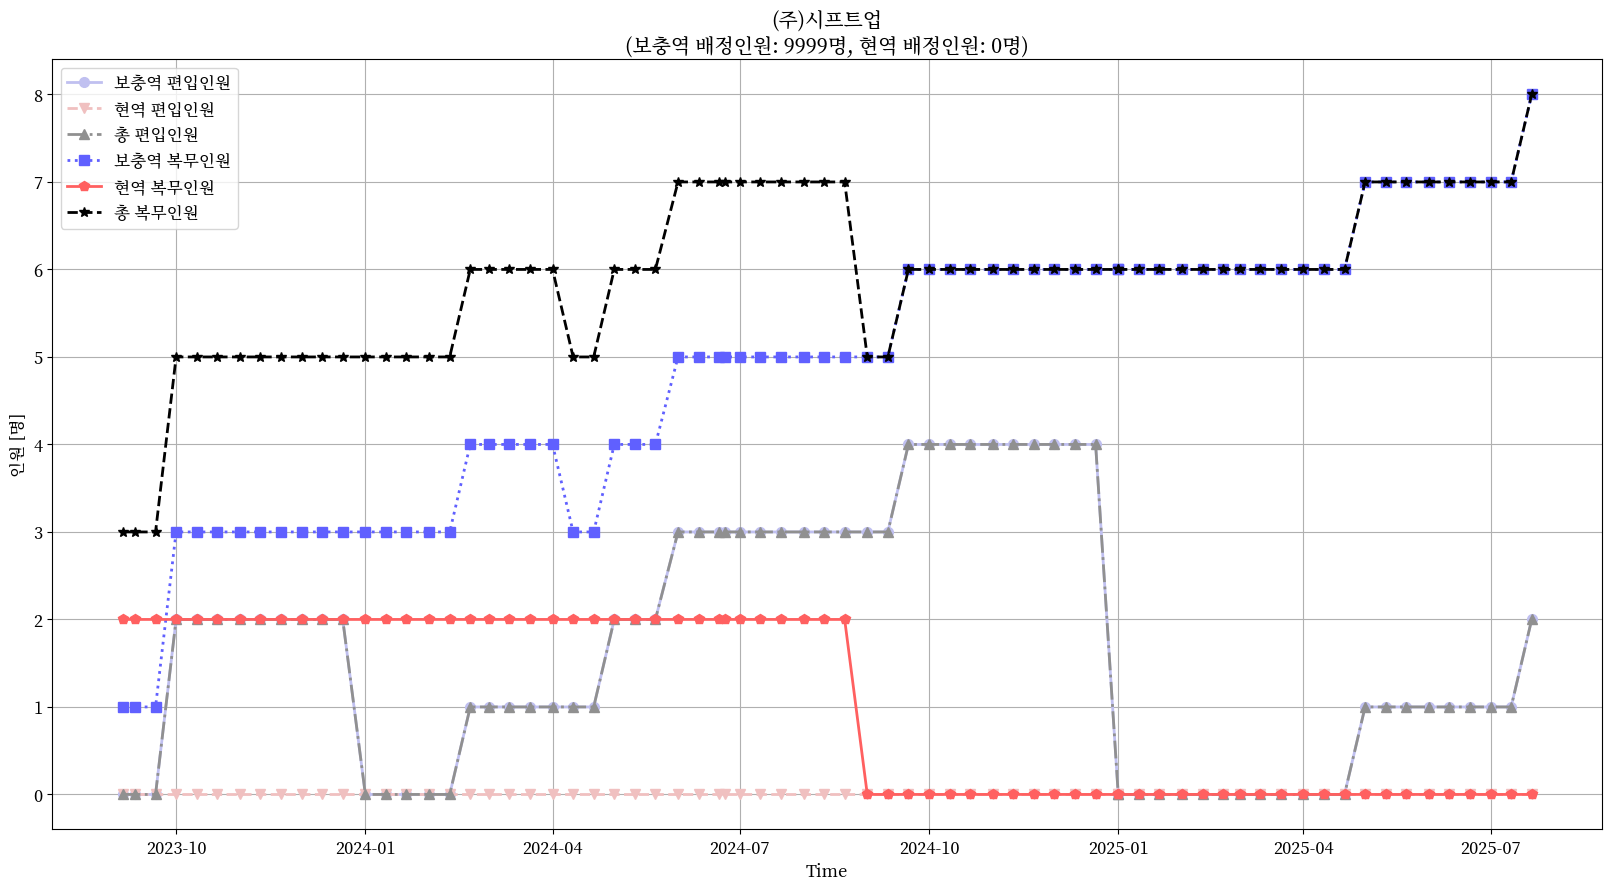 (주)시프트업
(보충역 배정인원: 9999명, 현역 배정인원: 0명)
보충역 편입인원
현역 편입인원
총 편입인원
보충역 복무인원
현역 복무인원
총 복무인원
인원 [명]
8
7
6
5
4
3
2
1
0
2023-10
2024-01
2024-04
2024-07
2024-10
2025-01
2025-04
2025-07
Time